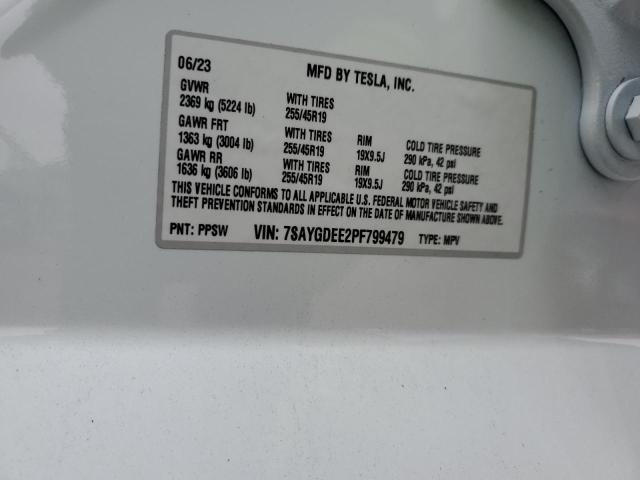 06/23 MFD BY TESLA, INC.
GVWR
2369 kg (5224 lb) WITH TIRES 255/45R19
GAWR FRT
1363 kg (3004 lb) WITH TIRES 255/45R19 RIM 19X9.5J COLD TIRE PRESSURE 290 kPa, 42 psi
GAWR RR
1636 kg (3606 lb) WITH TIRES 255/45R19 RIM 19X9.5J COLD TIRE PRESSURE 290 kPa, 42 psi
THIS VEHICLE CONFORMS TO ALL APPLICABLE U.S. FEDERAL MOTOR VEHICLE SAFETY AND
THEFT PREVENTION STANDARDS IN EFFECT ON THE DATE OF MANUFACTURE SHOWN ABOVE.
PNT: PPSW VIN: 7SAYGDEE2PF799479 TYPE: MPV